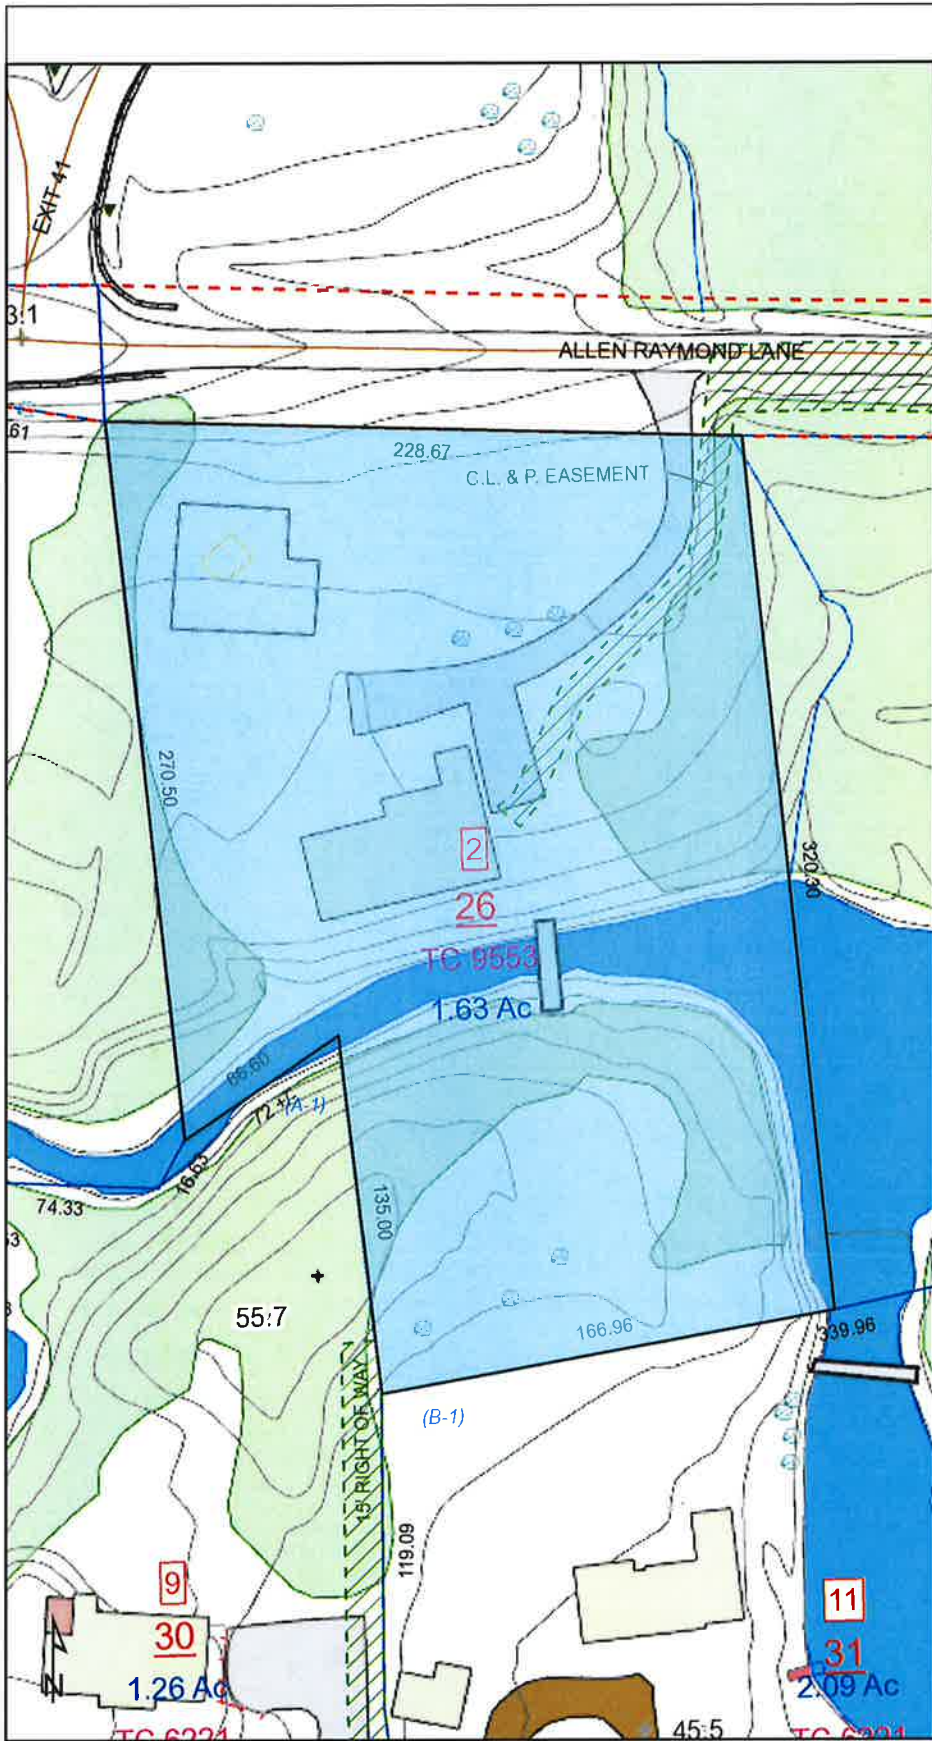 EXIT 41
3.1
ALLEN RAYMOND LANE
.61
228.67
C.L. & P. EASEMENT
270.50
2
320.30
26
TC 9553
1.63 Ac
66.60
72 +/-
(A-1)
16.63
74.33
135.00
55.7
166.96
339.96
15' RIGHT OF WAY
(B-1)
119.09
9
11
30
31
1.26 Ac
2.09 Ac
N
TC 6221
45.5